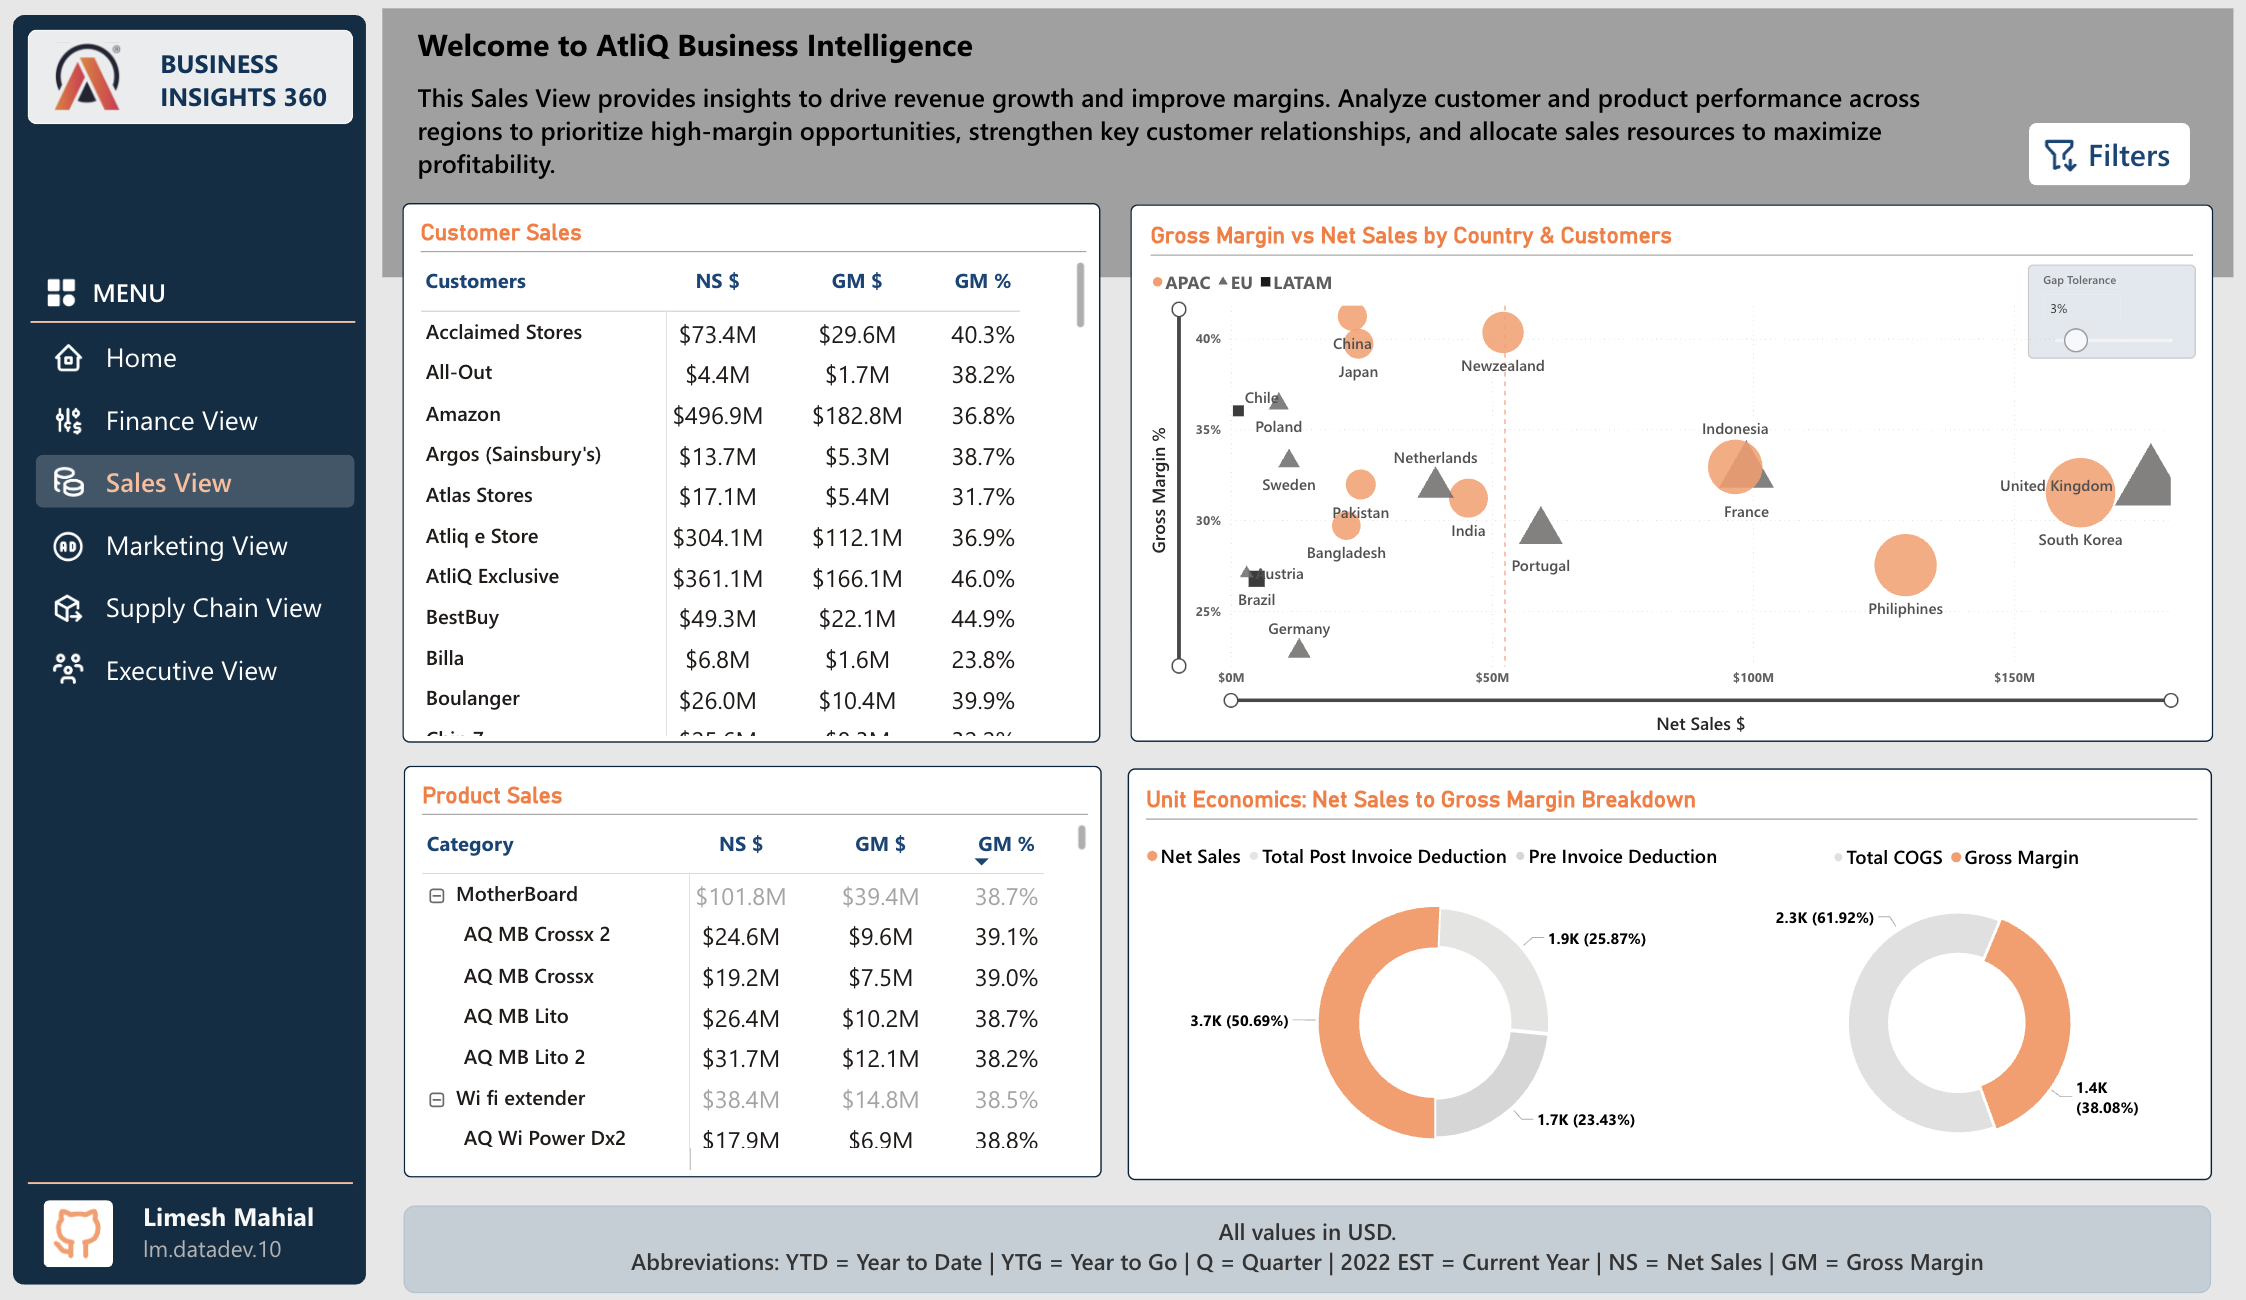 BUSINESS
INSIGHTS 360
MENU
Home
Finance View
Sales View
Marketing View
Supply Chain View
Executive View
Limesh Mahial
lm.datadev.10
Welcome to AtliQ Business Intelligence
This Sales View provides insights to drive revenue growth and improve margins. Analyze customer and product performance across
regions to prioritize high-margin opportunities, strengthen key customer relationships, and allocate sales resources to maximize
profitability.
Filters
Customer Sales
Customers NS $ GM $ GM %
Acclaimed Stores $73.4M $29.6M 40.3%
All-Out $4.4M $1.7M 38.2%
Amazon $496.9M $182.8M 36.8%
Argos (Sainsbury's) $13.7M $5.3M 38.7%
Atlas Stores $17.1M $5.4M 31.7%
Atliq e Store $304.1M $112.1M 36.9%
AtliQ Exclusive $361.1M $166.1M 46.0%
BestBuy $49.3M $22.1M 44.9%
Billa $6.8M $1.6M 23.8%
Boulanger $26.0M $10.4M 39.9%
Gross Margin vs Net Sales by Country & Customers
APAC EU LATAM
Gap Tolerance
3%
Gross Margin %
40%
35%
30%
25%
China
Japan
Newzealand
Chile
Poland
Indonesia
Netherlands
Sweden
United Kingdom
Pakistan
France
India
South Korea
Bangladesh
Portugal
Austria
Brazil
Philiphines
Germany
$0M $50M $100M $150M
Net Sales $
Product Sales
Category NS $ GM $ GM %
MotherBoard $101.8M $39.4M 38.7%
AQ MB Crossx 2 $24.6M $9.6M 39.1%
AQ MB Crossx $19.2M $7.5M 39.0%
AQ MB Lito $26.4M $10.2M 38.7%
AQ MB Lito 2 $31.7M $12.1M 38.2%
Wi fi extender $38.4M $14.8M 38.5%
AQ Wi Power Dx2 $17.9M $6.9M 38.8%
Unit Economics: Net Sales to Gross Margin Breakdown
Net Sales Total Post Invoice Deduction Pre Invoice Deduction
1.9K (25.87%)
3.7K (50.69%)
1.7K (23.43%)
Total COGS Gross Margin
2.3K (61.92%)
1.4K
(38.08%)
All values in USD.
Abbreviations: YTD = Year to Date | YTG = Year to Go | Q = Quarter | 2022 EST = Current Year | NS = Net Sales | GM = Gross Margin